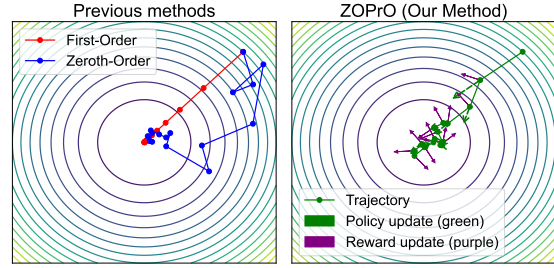 Previous methods
First-Order
Zeroth-Order
ZOPrO (Our Method)
Trajectory
Policy update (green)
Reward update (purple)